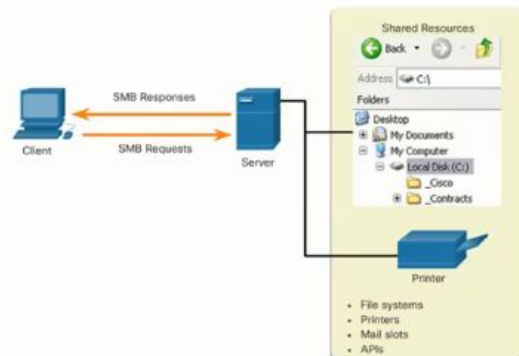 Shared Resources
Back
Address C:\
Folders
Desktop
My Documents
My Computer
Local Disk (C:)
_Cisco
_Contracts
SMB Responses
SMB Requests
Client
Server
Printer
• File systems
• Printers
• Mail slots
• APIs